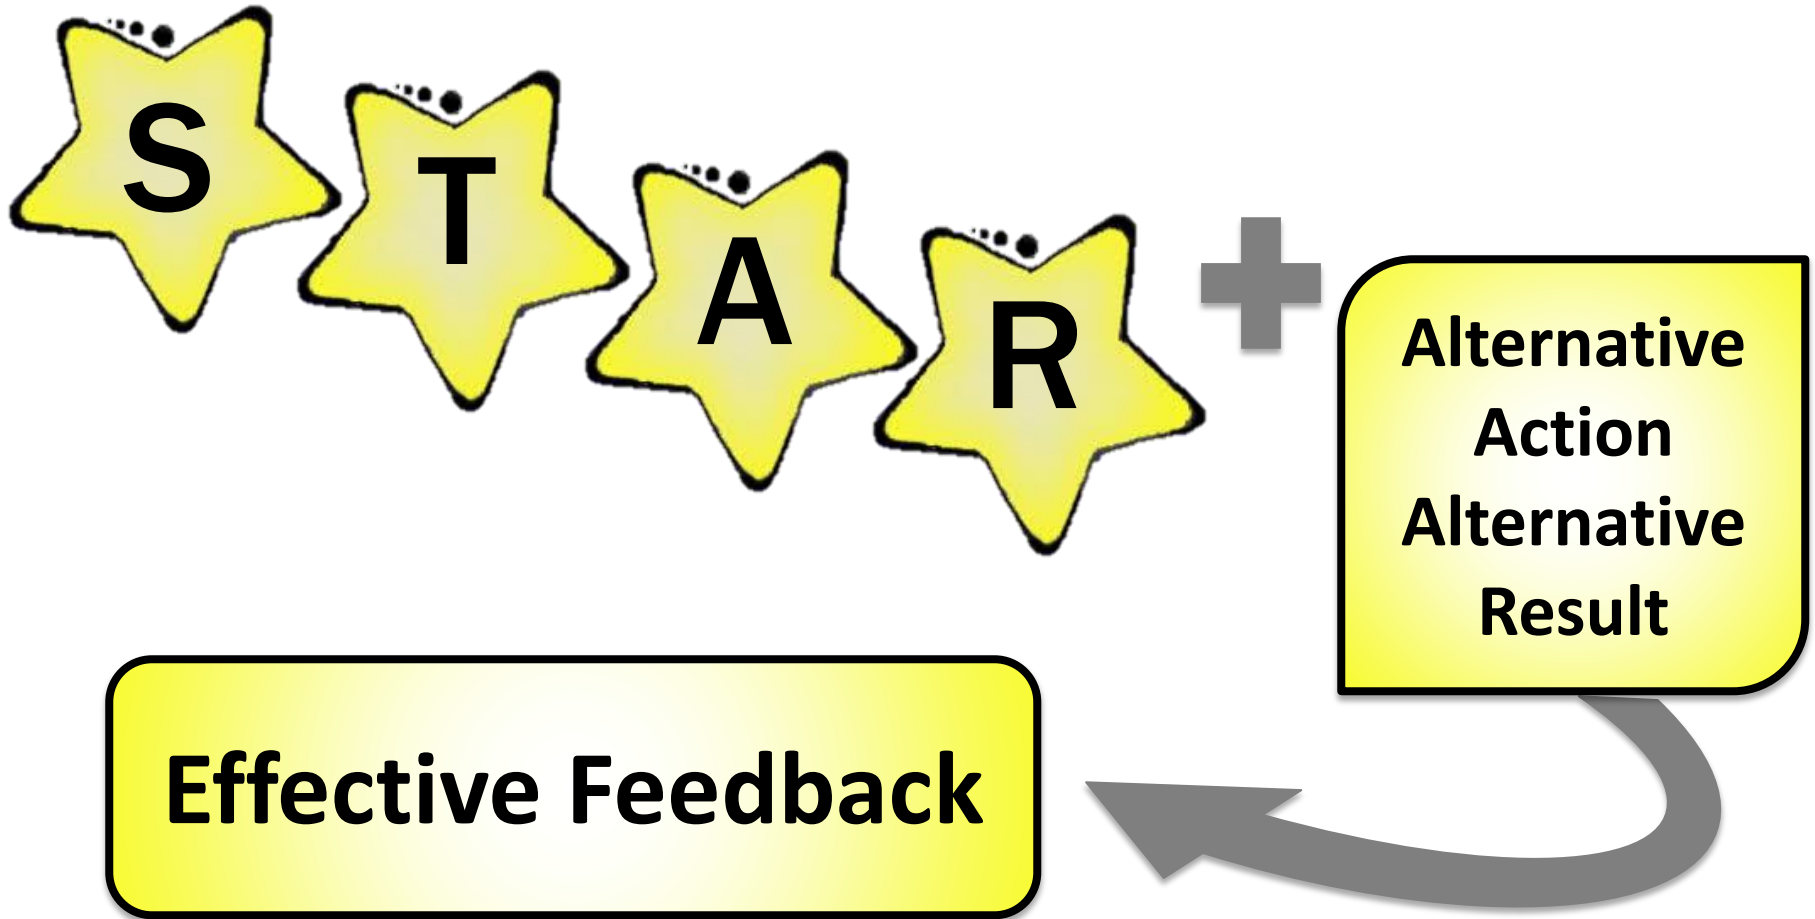 S
T
A
R
Alternative
Action
Alternative
Result
Effective Feedback